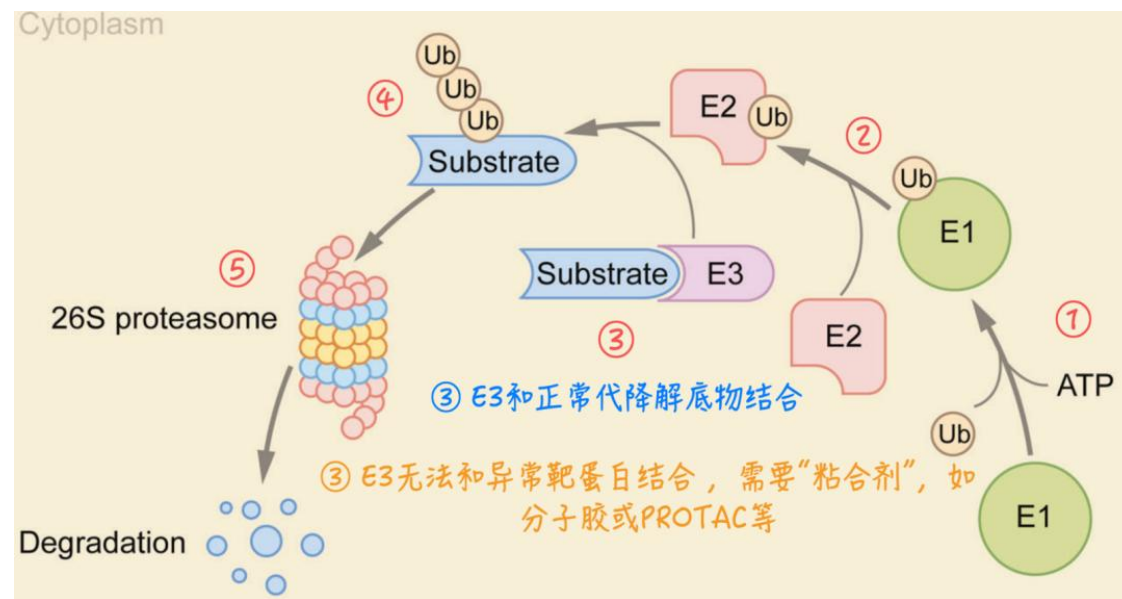 Cytoplasm
Ub
Ub
Ub
④
Substrate
E2
Ub
②
Ub
E1
⑤
26S proteasome
Substrate
E3
③
E2
①
ATP
Ub
E1
③ E3和正常代降解底物结合
③ E3无法和异常靶蛋白结合，需要“粘合剂”，如
分子胶或PROTAC等
Degradation